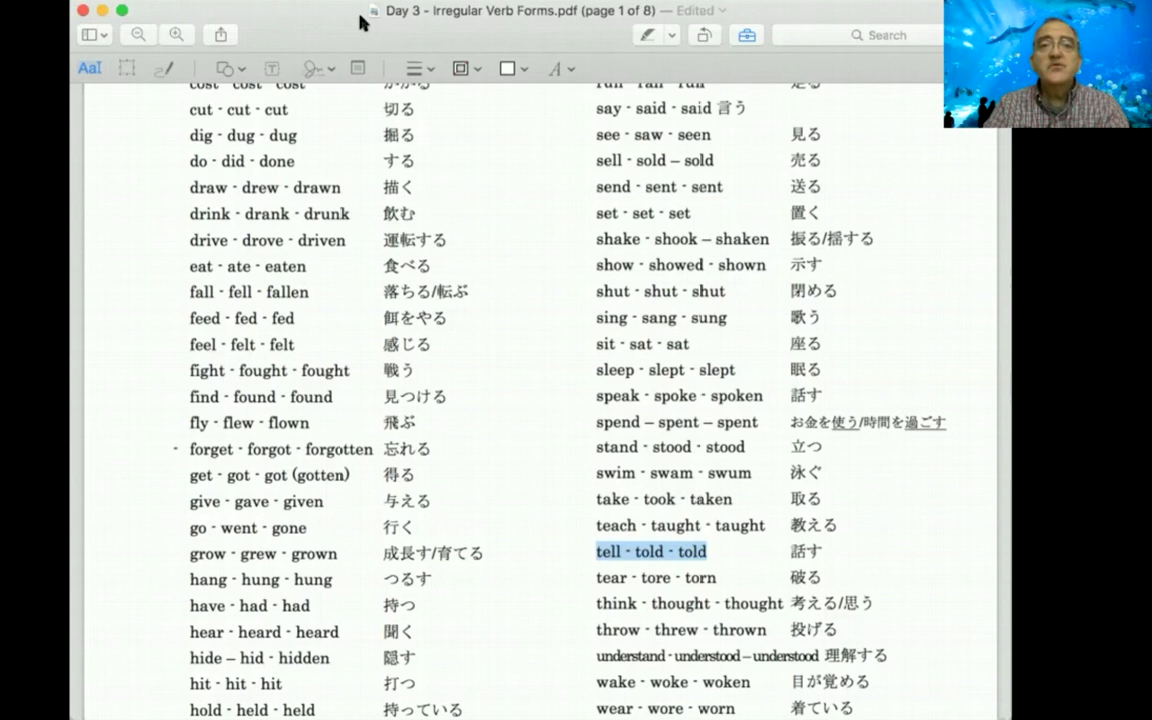 Day 3 - Irregular Verb Forms.pdf (page 1 of 8) — Edited
Search
AaI
T
A
cost cost cost かかる
cut - cut - cut 切る
dig - dug - dug 掘る
do - did - done する
draw - drew - drawn 描く
drink - drank - drunk 飲む
drive - drove - driven 運転する
eat - ate - eaten 食べる
fall - fell - fallen 落ちる/転ぶ
feed - fed - fed 餌をやる
feel - felt - felt 感じる
fight - fought - fought 戦う
find - found - found 見つける
fly - flew - flown 飛ぶ
- forget - forgot - forgotten 忘れる
get - got - got (gotten) 得る
give - gave - given 与える
go - went - gone 行く
grow - grew - grown 成長す/育てる
hang - hung - hung つるす
have - had - had 持つ
hear - heard - heard 聞く
hide – hid - hidden 隠す
hit - hit - hit 打つ
hold - held - held 持っている
run ran run 走る
say - said - said 言う
see - saw - seen 見る
sell - sold – sold 売る
send - sent - sent 送る
set - set - set 置く
shake - shook – shaken 振る/揺する
show - showed - shown 示す
shut - shut - shut 閉める
sing - sang - sung 歌う
sit - sat - sat 座る
sleep - slept - slept 眠る
speak - spoke - spoken 話す
spend – spent – spent お金を使う/時間を過ごす
stand - stood - stood 立つ
swim - swam - swum 泳ぐ
take - took - taken 取る
teach - taught - taught 教える
tell - told - told 話す
tear - tore - torn 破る
think - thought - thought 考える/思う
throw - threw - thrown 投げる
understand - understood – understood 理解する
wake - woke - woken 目が覚める
wear - wore - worn 着ている